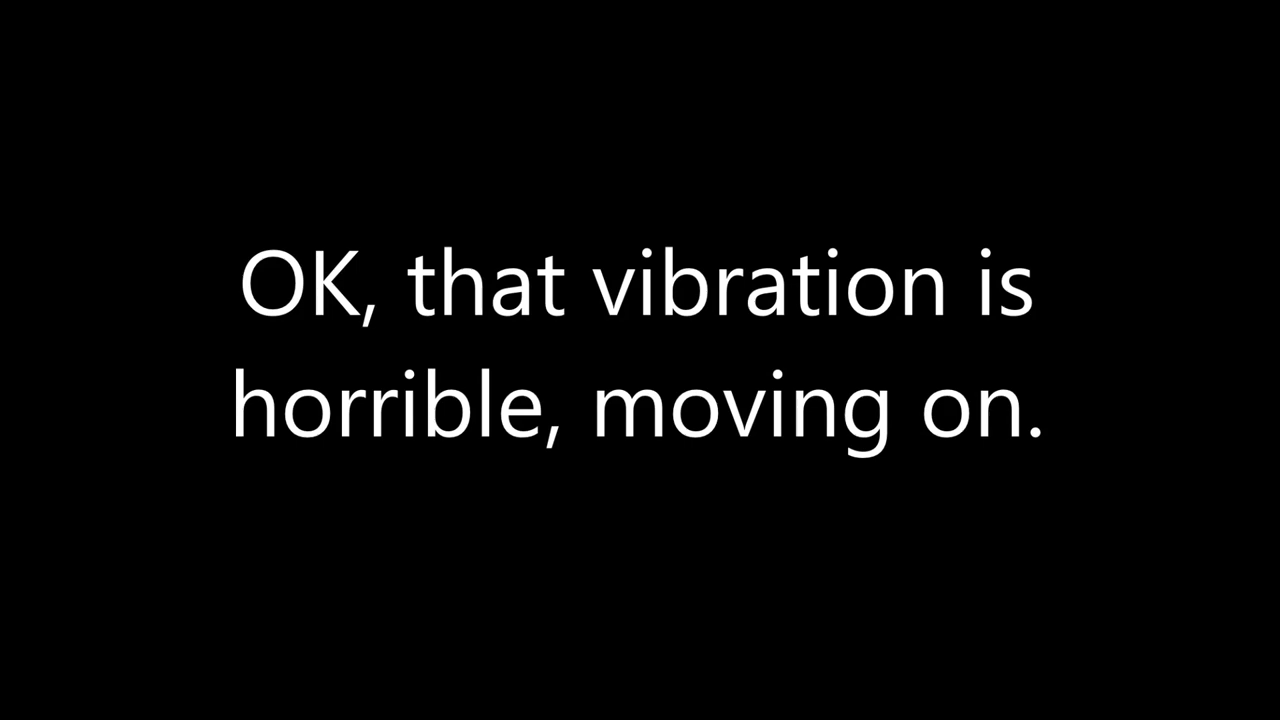 OK, that vibration is
horrible, moving on.